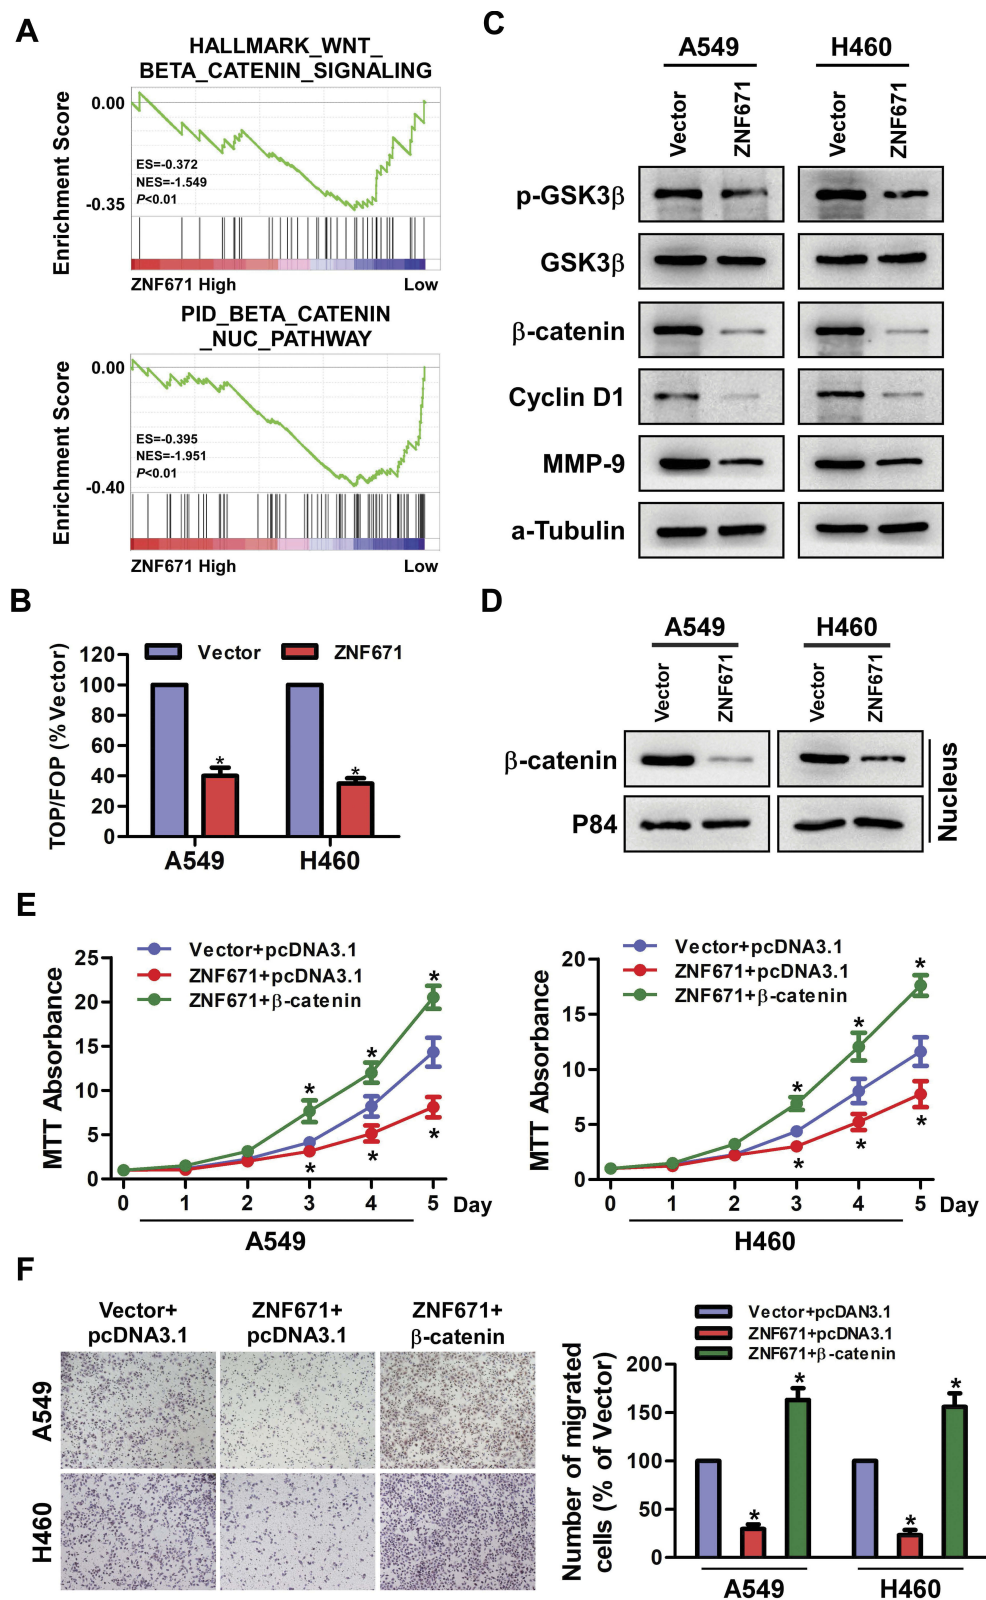 A
HALLMARK_WNT_
BETA_CATENIN_SIGNALING
Enrichment Score
0.00
-0.35
ES=-0.372
NES=-1.549
P<0.01
ZNF671 High
Low
PID_BETA_CATENIN
_NUC_PATHWAY
Enrichment Score
0.00
-0.40
ES=-0.395
NES=-1.951
P<0.01
ZNF671 High
Low
B
TOP/FOP (% Vector)
120
100
80
60
40
20
0
Vector
ZNF671
*
*
A549
H460
C
A549
H460
Vector
ZNF671
Vector
ZNF671
p-GSK3β
GSK3β
β-catenin
Cyclin D1
MMP-9
a-Tubulin
D
A549
H460
Vector
ZNF671
Vector
ZNF671
β-catenin
P84
Nucleus
E
MTT Absorbance
25
20
15
10
5
0
Vector+pcDNA3.1
ZNF671+pcDNA3.1
ZNF671+β-catenin
*
*
*
*
*
*
0 1 2 3 4 5 Day
A549
MTT Absorbance
20
15
10
5
0
Vector+pcDNA3.1
ZNF671+pcDNA3.1
ZNF671+β-catenin
*
*
*
*
*
*
0 1 2 3 4 5 Day
H460
F
Vector+
pcDNA3.1
ZNF671+
pcDNA3.1
ZNF671+
β-catenin
A549
H460
Number of migrated
cells (% of Vector)
200
150
100
50
0
Vector+pcDAN3.1
ZNF671+pcDNA3.1
ZNF671+β-catenin
*
*
*
*
A549
H460